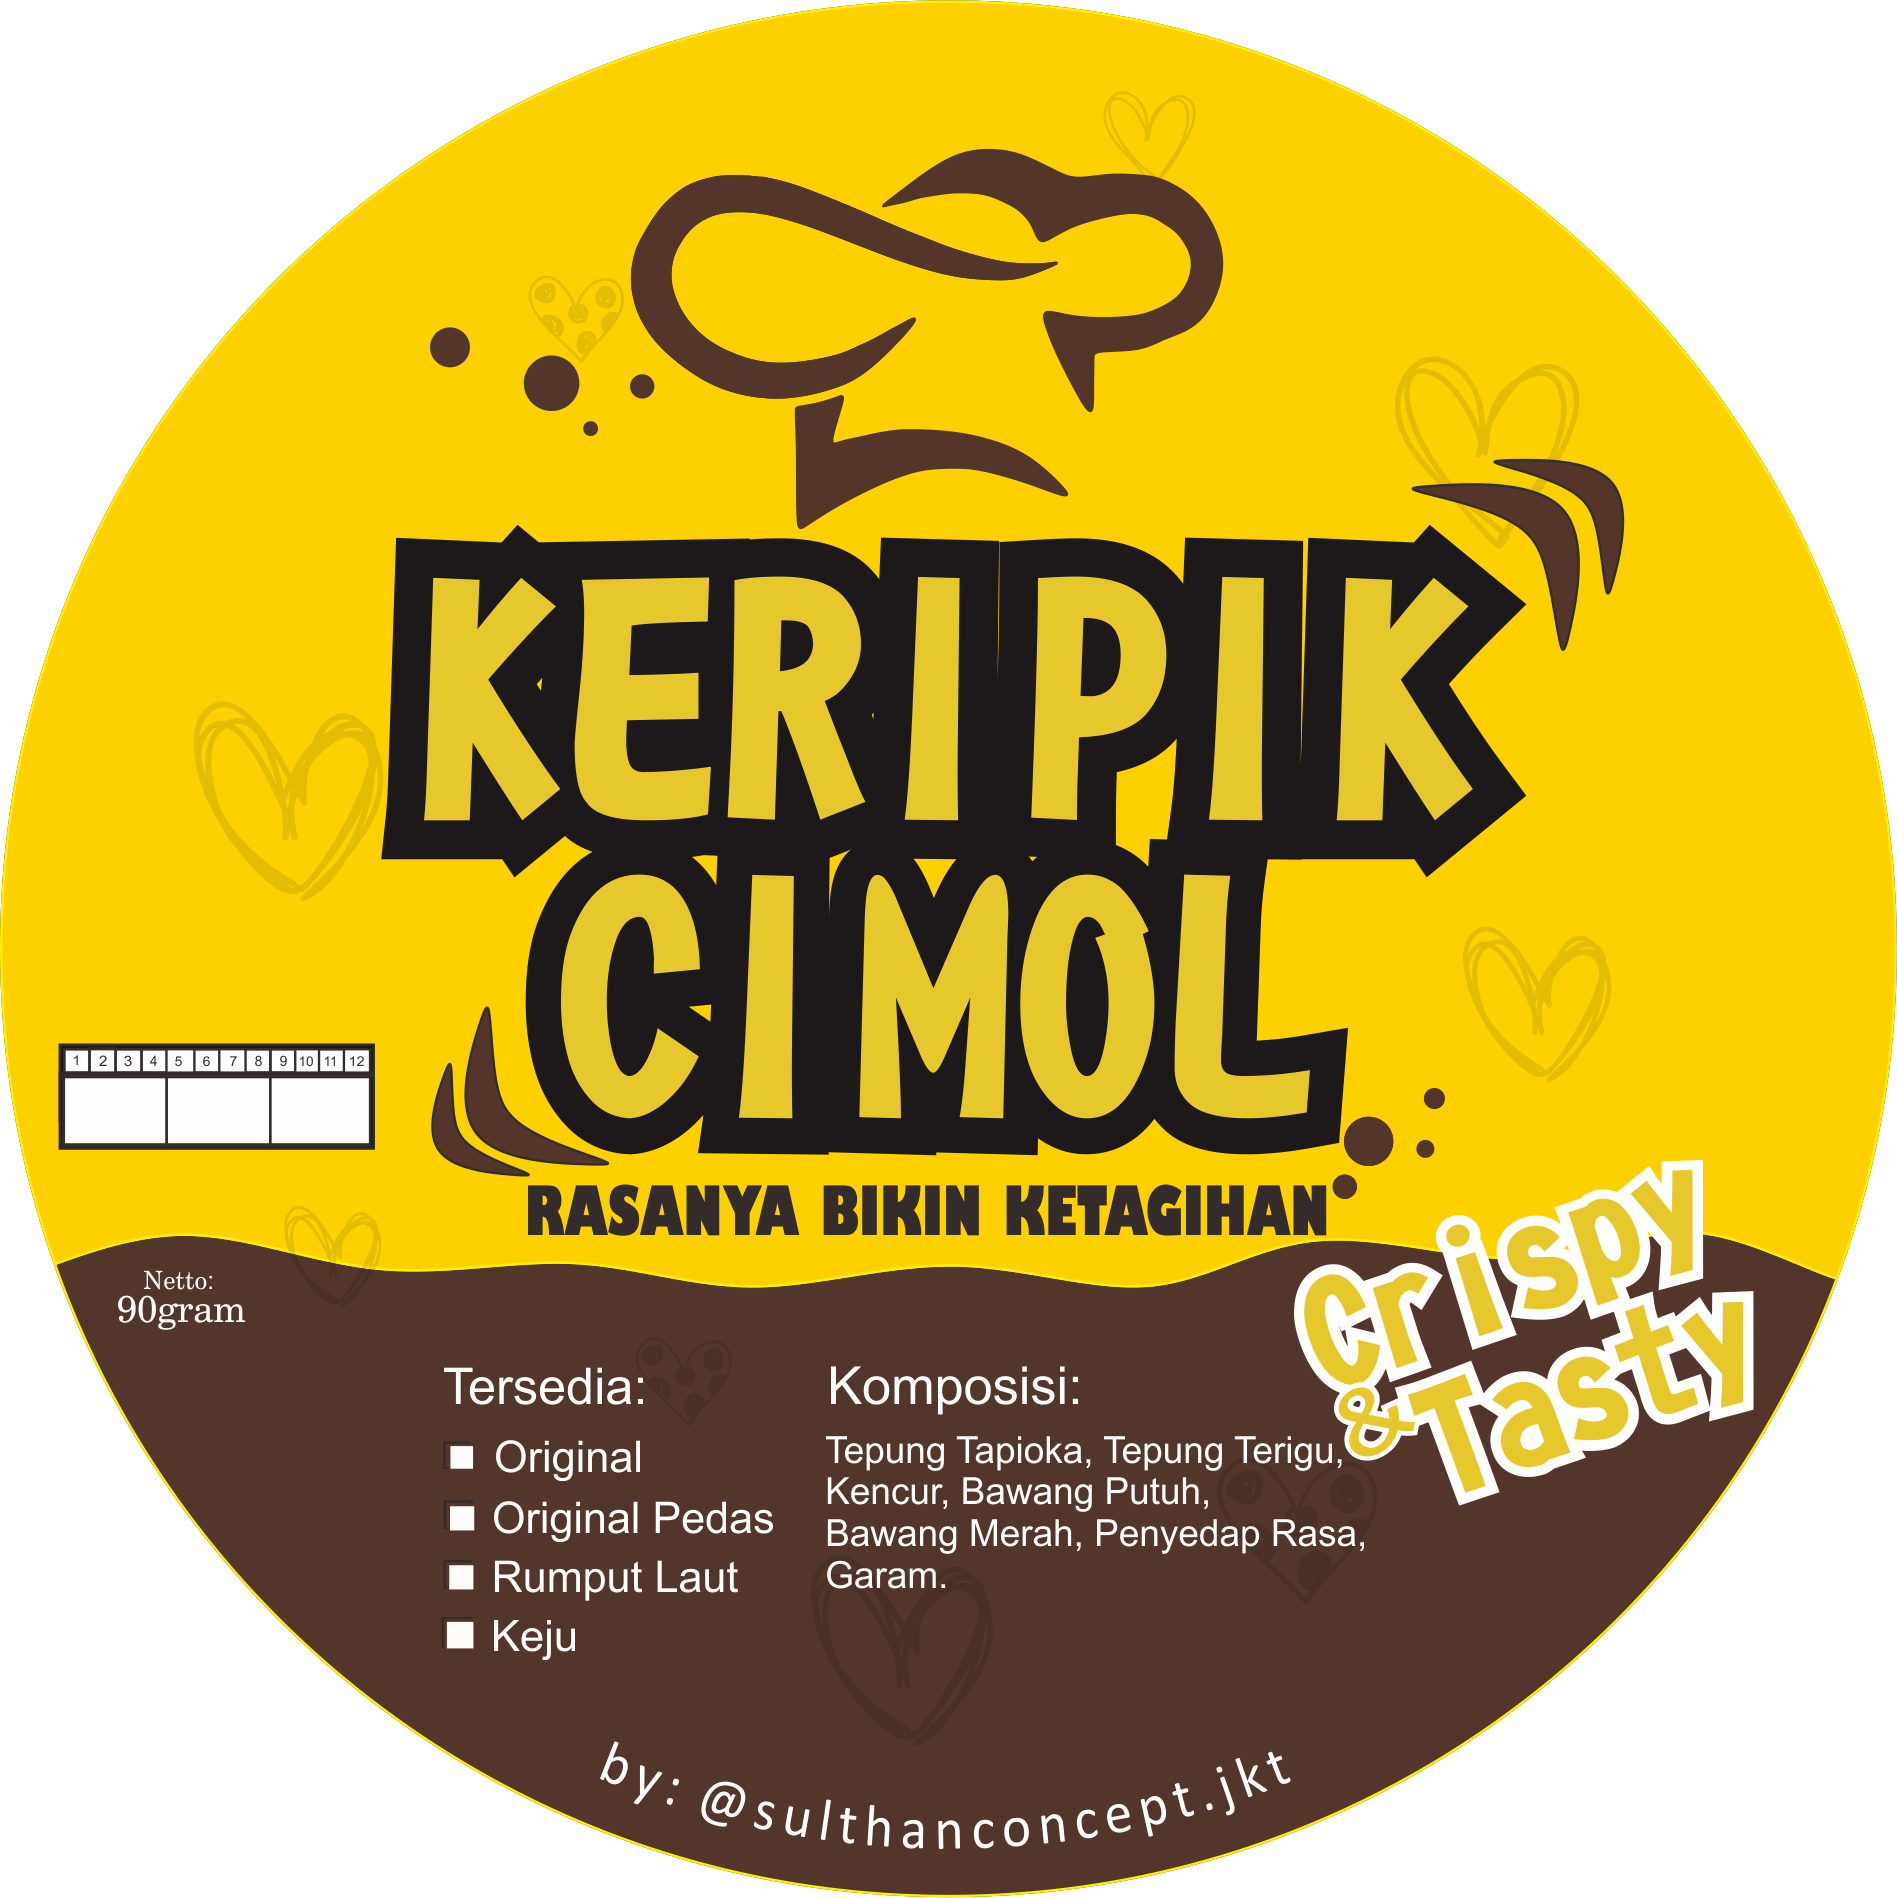 KERIPIK
CIMOL
RASANYA BIKIN KETAGIHAN
1 2 3 4 5 6 7 8 9 10 11 12
Netto:
90gram
Crispy
& Tasty
Tersedia:
Original
Original Pedas
Rumput Laut
Keju
Komposisi:
Tepung Tapioka, Tepung Terigu,
Kencur, Bawang Putuh,
Bawang Merah, Penyedap Rasa,
Garam.
by: @sulthanconcept.jkt